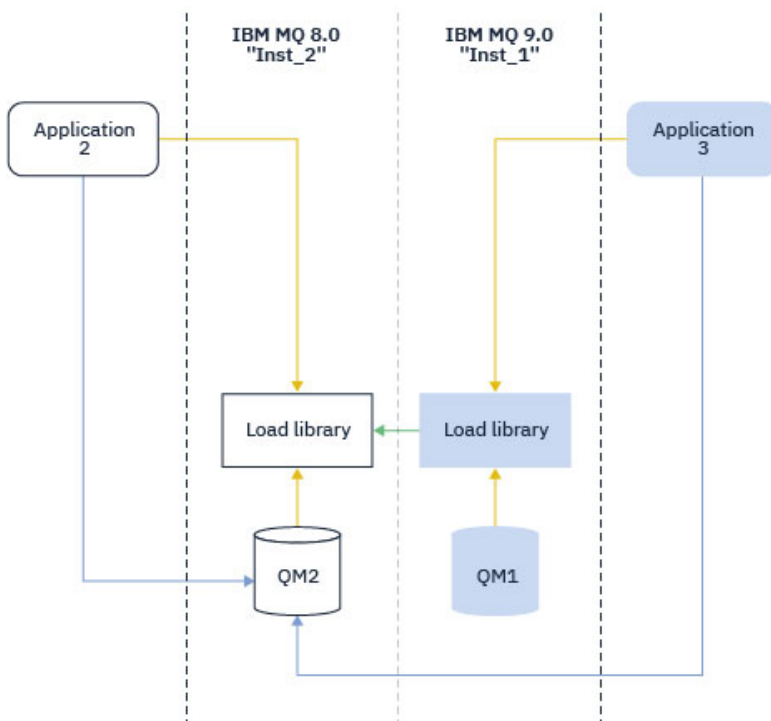 IBM MQ 8.0
"Inst_2"
IBM MQ 9.0
"Inst_1"
Application
2
Application
3
Load library
Load library
QM2
QM1